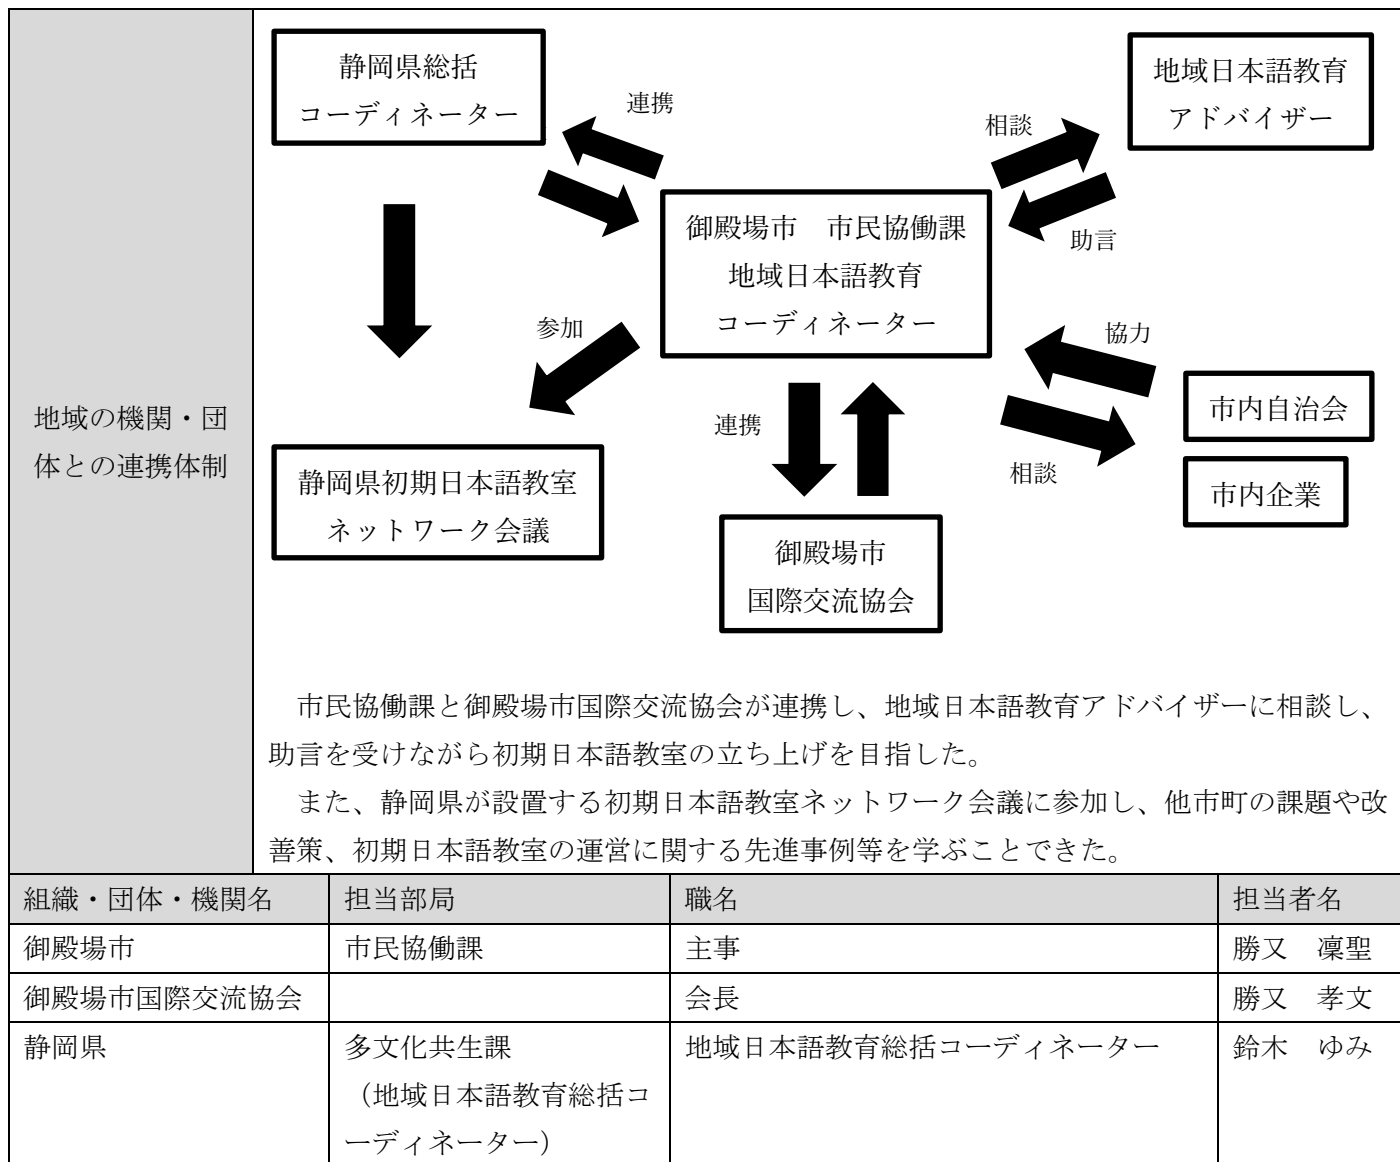 地域の機関・団
体との連携体制
静岡県総括
コーディネーター
連携
相談
地域日本語教育
アドバイザー
御殿場市　市民協働課
地域日本語教育
コーディネーター
助言
参加
協力
連携
市内自治会
相談
市内企業
静岡県初期日本語教室
ネットワーク会議
御殿場市
国際交流協会
市民協働課と御殿場市国際交流協会が連携し、地域日本語教育アドバイザーに相談し、
助言を受けながら初期日本語教室の立ち上げを目指した。
また、静岡県が設置する初期日本語教室ネットワーク会議に参加し、他市町の課題や改
善策、初期日本語教室の運営に関する先進事例等を学ぶことできた。
組織・団体・機関名　担当部局　職名　担当者名
御殿場市　市民協働課　主事　勝又　凜聖
御殿場市国際交流協会　会長　勝又　孝文
静岡県　多文化共生課　地域日本語教育総括コーディネーター　鈴木　ゆみ
（地域日本語教育総括コ
ーディネーター）